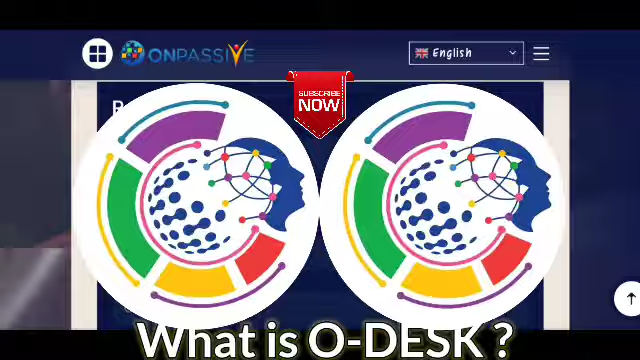 ONPASSIVE
English
SUBSCRIBE
NOW
What is O-DESK ?